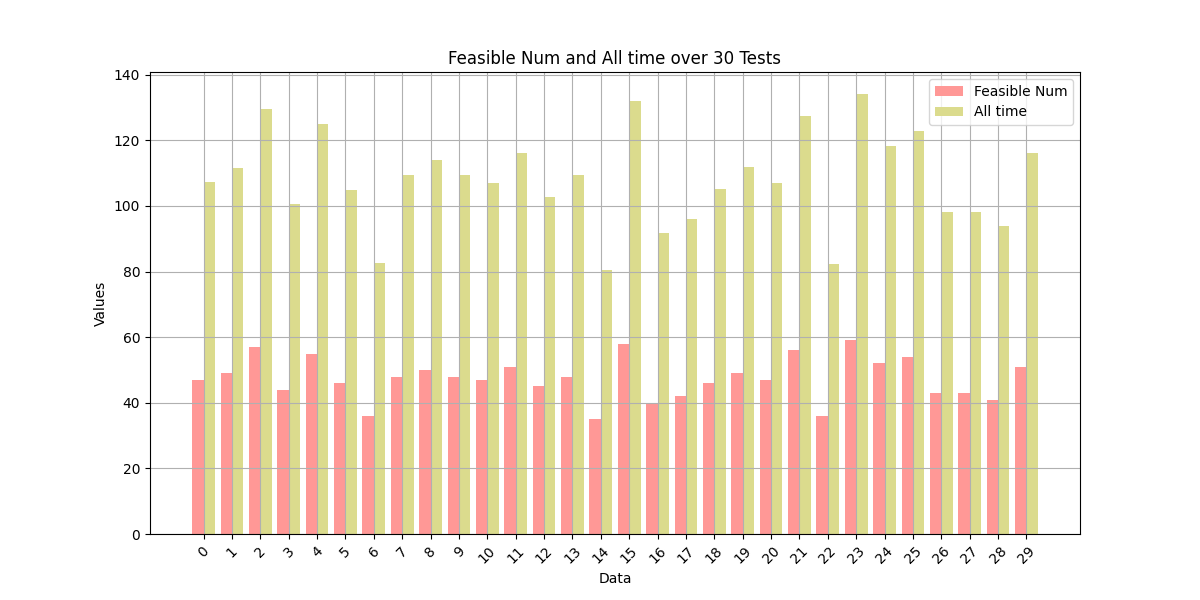 Feasible Num and All time over 30 Tests
Feasible Num
All time
140
120
100
80
60
40
20
0
Values
0 1 2 3 4 5 6 7 8 9 10 11 12 13 14 15 16 17 18 19 20 21 22 23 24 25 26 27 28 29
Data